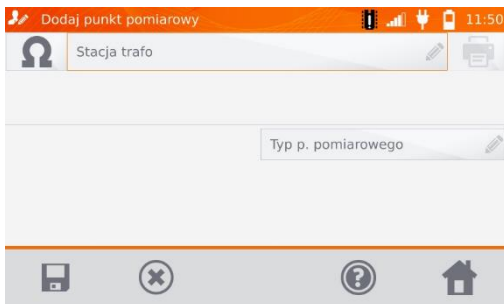 Dodaj punkt pomiarowy 11:50
Ω Stacja trafo
Typ p. pomiarowego